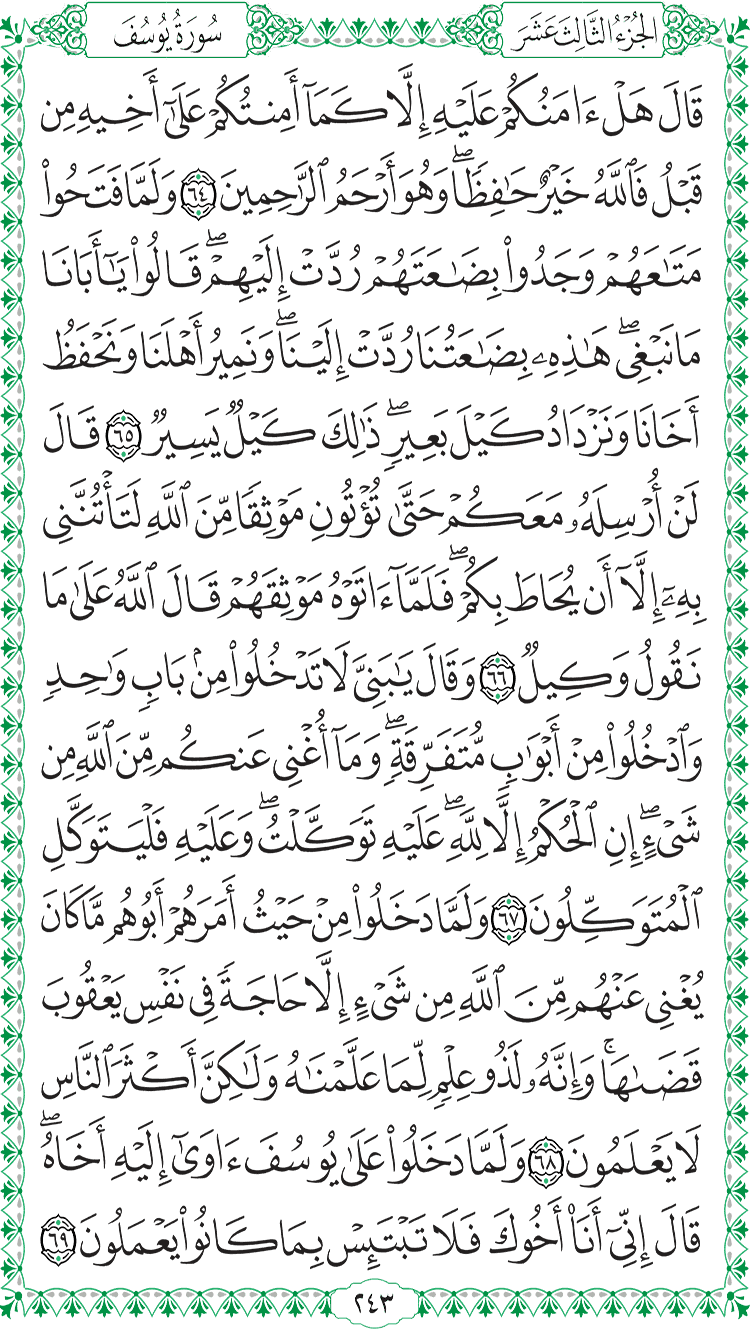 الجُزْءُ الثَّالِثَ عَشَرَ
سُورَةُ يُوسُفَ
قَالَ هَلْ ءَامَنُكُمْ عَلَيْهِ إِلَّا كَمَآ أَمِنتُكُمْ عَلَىٰٓ أَخِيهِ مِن
قَبْلُ فَٱللَّهُ خَيْرٌ حَٰفِظٗاۖ وَهُوَ أَرْحَمُ ٱلرَّٰحِمِينَ ٦٤ وَلَمَّا فَتَحُواْ
مَتَٰعَهُمْ وَجَدُواْ بِضَٰعَتَهُمْ رُدَّتْ إِلَيْهِمْۖ قَالُواْ يَٰٓأَبَانَا
مَا نَبْغِيۖ هَٰذِهِۦ بِضَٰعَتُنَا رُدَّتْ إِلَيْنَاۖ وَنَمِيرُ أَهْلَنَا وَنَحْفَظُ
أَخَانَا وَنَزْدَادُ كَيْلَ بَعِيرٖۖ ذَٰلِكَ كَيْلٞ يَسِيرٞ ٦٥ قَالَ
لَنْ أُرْسِلَهُۥ مَعَكُمْ حَتَّىٰ تُؤْتُونِ مَوْثِقٗا مِّنَ ٱللَّهِ لَتَأْتُنَّنِي
بِهِۦٓ إِلَّآ أَن يُحَاطَ بِكُمْۖ فَلَمَّآ ءَاتَوْهُ مَوْثِقَهُمْ قَالَ ٱللَّهُ عَلَىٰ مَا
نَقُولُ وَكِيلٞ ٦٦ وَقَالَ يَٰبَنِيَّ لَا تَدْخُلُواْ مِنۢ بَابٖ وَٰحِدٖ
وَٱدْخُلُواْ مِنْ أَبْوَٰبٖ مُّتَفَرِّقَةٖۖ وَمَآ أُغْنِي عَنكُم مِّنَ ٱللَّهِ مِن
شَيْءٍۖ إِنِ ٱلْحُكْمُ إِلَّا لِلَّهِۖ عَلَيْهِ تَوَكَّلْتُۖ وَعَلَيْهِ فَلْيَتَوَكَّلِ
ٱلْمُتَوَكِّلُونَ ٦٧ وَلَمَّا دَخَلُواْ مِنْ حَيْثُ أَمَرَهُمْ أَبُوهُم مَّا كَانَ
يُغْنِي عَنْهُم مِّنَ ٱللَّهِ مِن شَيْءٍ إِلَّا حَاجَةٗ فِي نَفْسِ يَعْقُوبَ
قَضَىٰهَاۚ وَإِنَّهُۥ لَذُو عِلْمٖ لِّمَا عَلَّمْنَٰهُ وَلَٰكِنَّ أَكْثَرَ ٱلنَّاسِ
لَا يَعْلَمُونَ ٦٨ وَلَمَّا دَخَلُواْ عَلَىٰ يُوسُفَ ءَاوَىٰٓ إِلَيْهِ أَخَاهُۖ
قَالَ إِنِّيٓ أَنَا۠ أَخُوكَ فَلَا تَبْتَئِسْ بِمَا كَانُواْ يَعْمَلُونَ ٦٩
٢٤٣